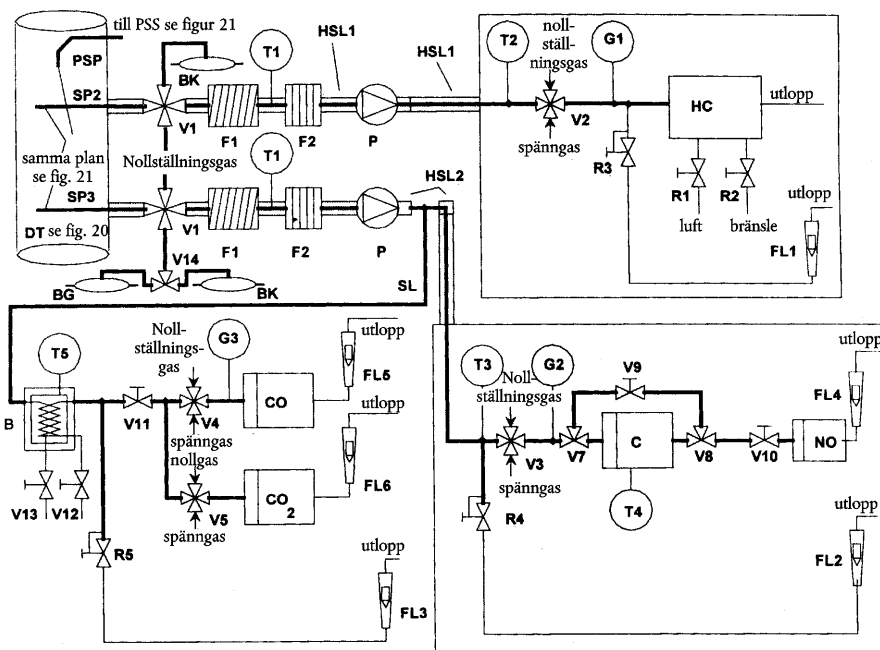 till PSS se figur 21
PSP
SP2
samma plan
se fig. 21
SP3
DT se fig. 20
BK
V1
Nollställningsgas
V1
V14
BG
BK
T1
F1
F2
HSL1
P
HSL1
T1
F1
F2
P
HSL2
SL
T2
noll-
ställ-
ningsgas
G1
V2
spänngas
HC
utlopp
R3
R1
luft
R2
bränsle
utlopp
FL1
T5
B
V13
V12
V11
Noll-
ställnings-
gas
G3
V4
CO
spänngas
nollgas
V5
CO
2
spänngas
utlopp
FL5
utlopp
FL6
R5
utlopp
FL3
T3
Noll-
ställningsgas
G2
V3
spänngas
V7
V9
C
T4
V8
V10
NO
utlopp
FL4
R4
utlopp
FL2